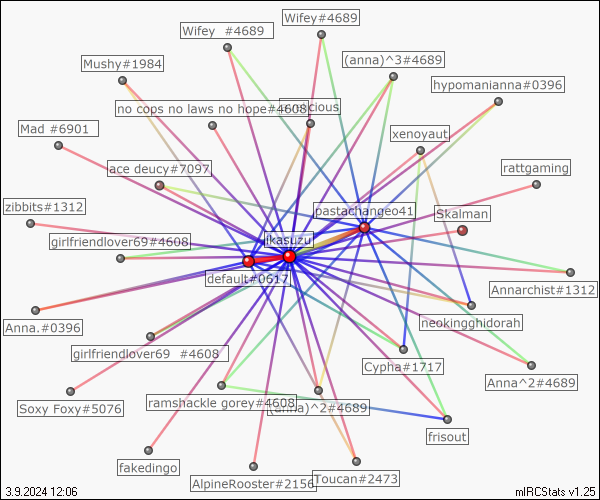 Wifey #4689
Wifey#4689
Mushy#1984
(anna)^3#4689
hypomanianna#0396
no cops no laws no hope#4608
cious
Mad #6901
xenoyaut
ace deucy#7097
rattgaming
zibbits#1312
pastachangeo41
Skalman
girlfriendlover69#4608
jkasuzu
default#0617
Annarchist#1312
Anna.#0396
neokingghidorah
girlfriendlover69 #4608
Cypha#1717
Anna^2#4689
Soxy Foxy#5076
ramshackle gorey#4608
(anna)^2#4689
frisout
fakedingo
AlpineRooster#2156
Toucan#2473
3.9.2024 12:06
mIRCStats v1.25